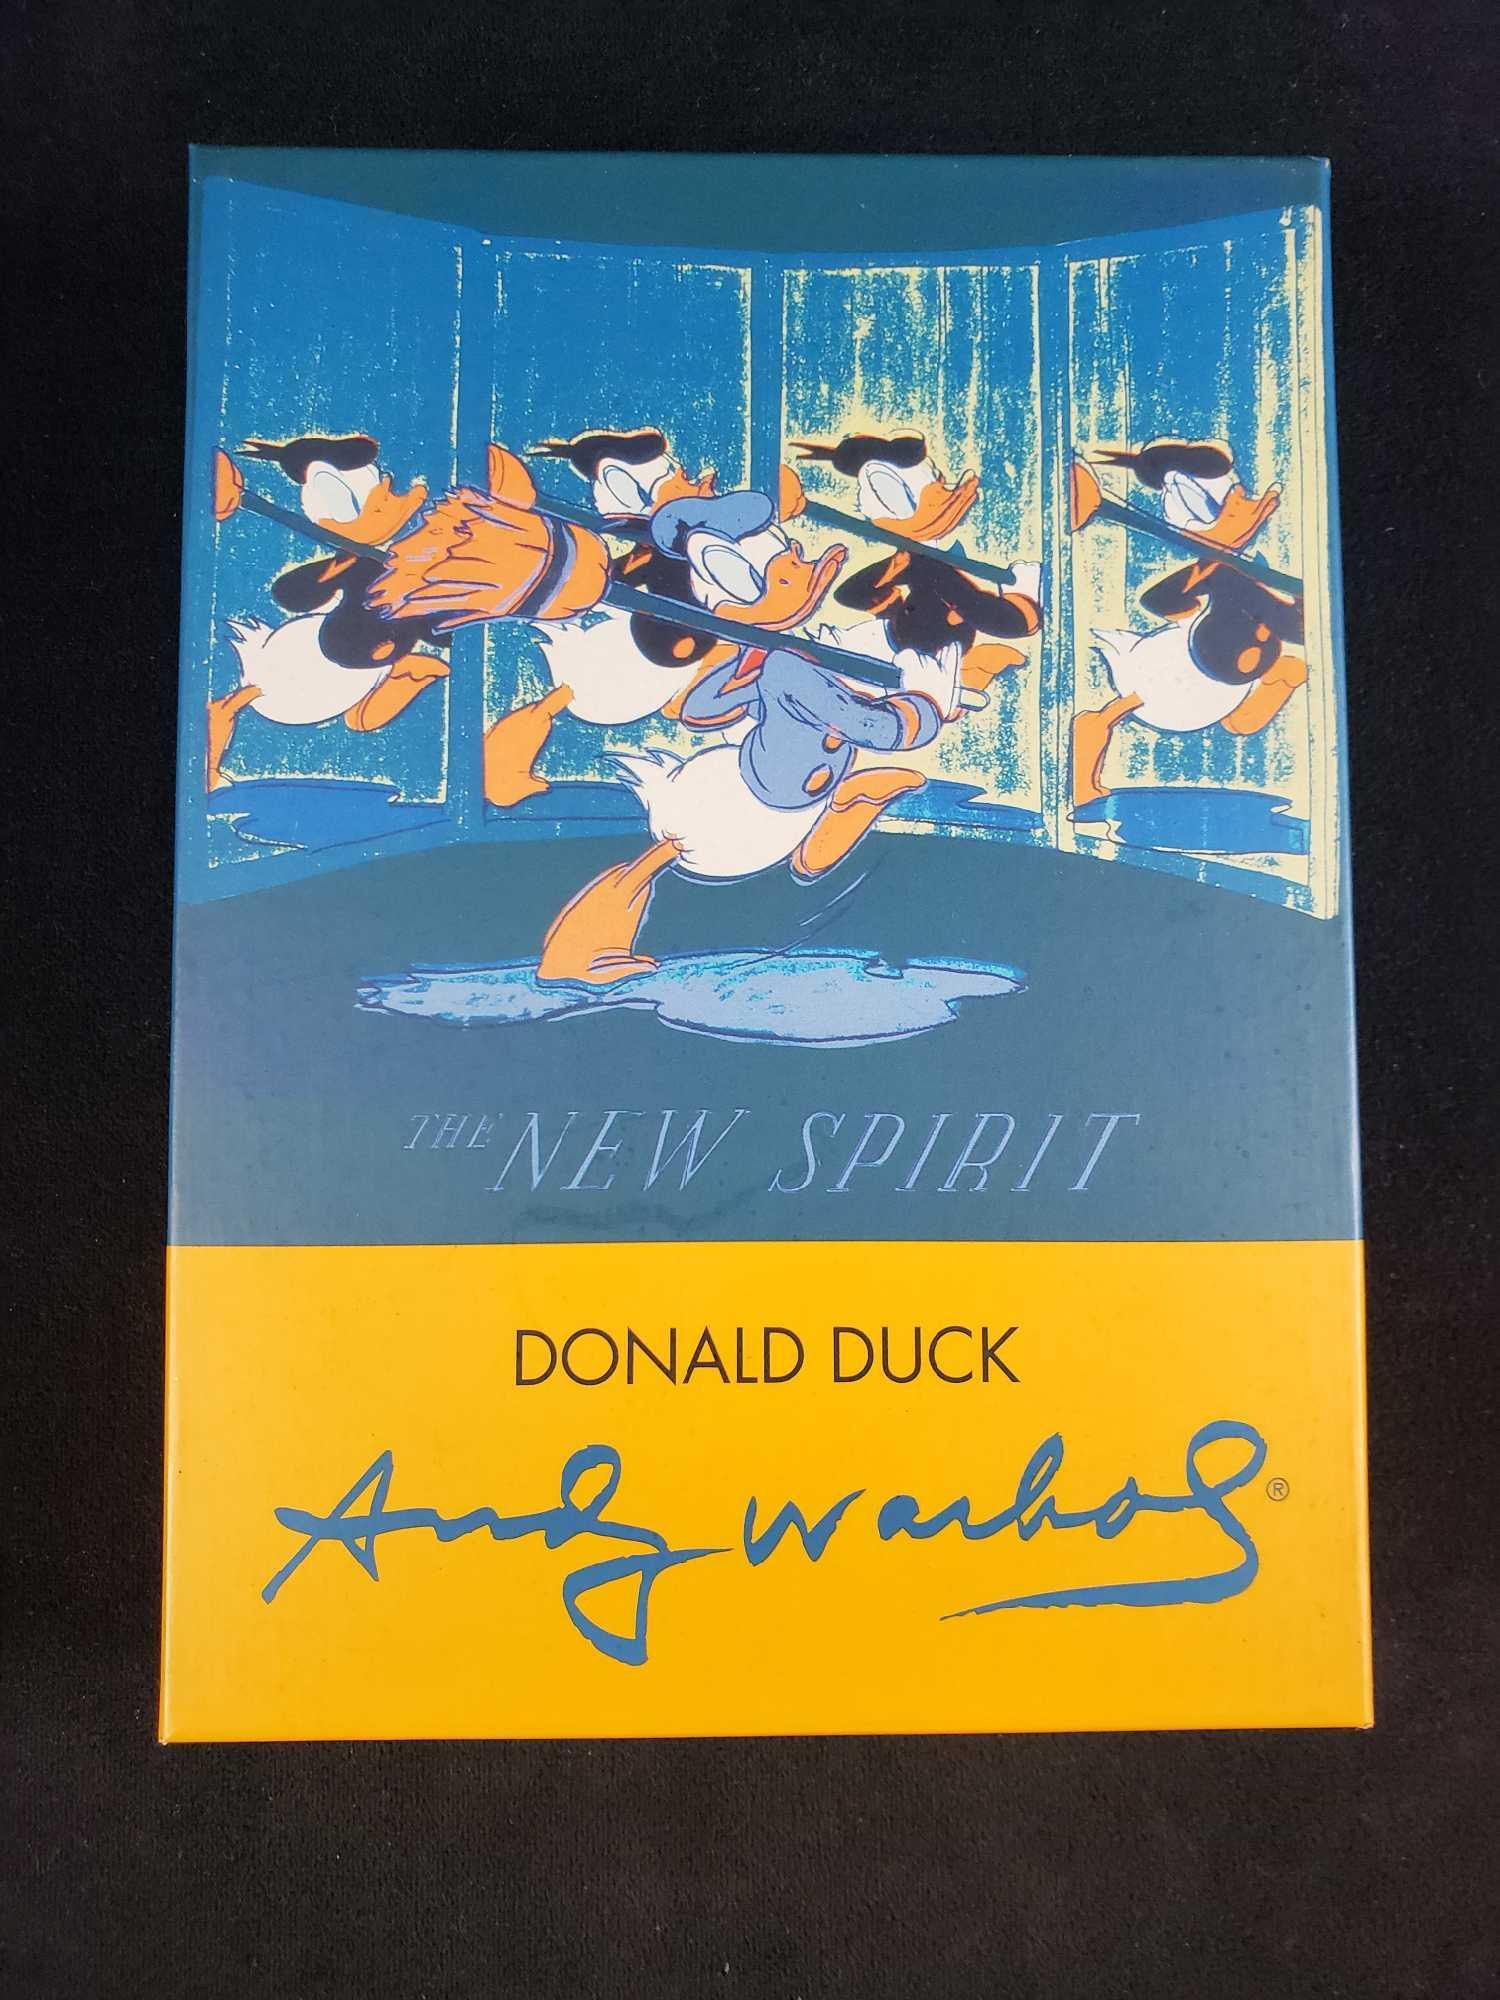 THE NEW SPIRIT
DONALD DUCK
Andy Warhol ®